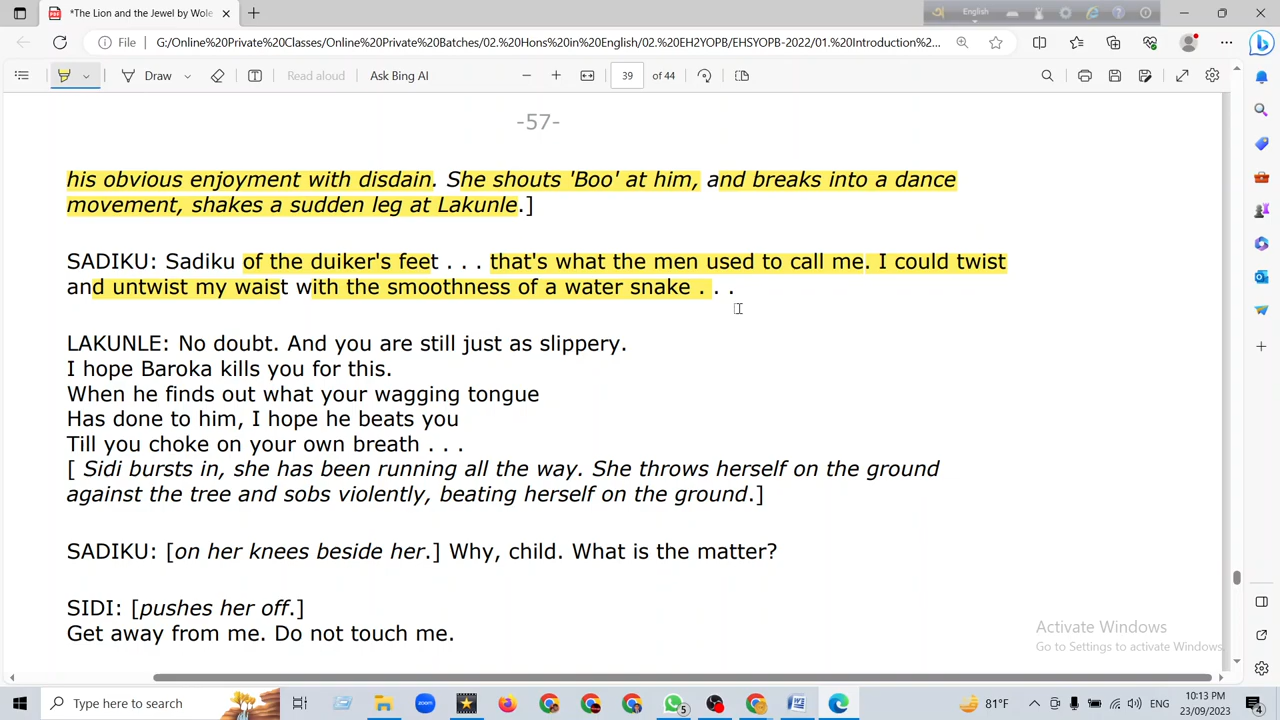 *The Lion and the Jewel by Wole
English
File
G:/Online%20Private%20Classes/Online%20Private%20Batches/02.%20Hons%20in%20English/02.%20EH2YOPB/EHSYOPB-2022/01.%20Introduction%...
Draw
Read aloud
Ask Bing AI
39
of 44
-57-
his obvious enjoyment with disdain. She shouts 'Boo' at him, and breaks into a dance
movement, shakes a sudden leg at Lakunle.]
SADIKU: Sadiku of the duiker's feet . . . that's what the men used to call me. I could twist
and untwist my waist with the smoothness of a water snake . . .
LAKUNLE: No doubt. And you are still just as slippery.
I hope Baroka kills you for this.
When he finds out what your wagging tongue
Has done to him, I hope he beats you
Till you choke on your own breath . . .
[ Sidi bursts in, she has been running all the way. She throws herself on the ground
against the tree and sobs violently, beating herself on the ground.]
SADIKU: [on her knees beside her.] Why, child. What is the matter?
SIDI: [pushes her off.]
Get away from me. Do not touch me.
Activate Windows
Go to Settings to activate Windows.
Type here to search
5
81°F
ENG
10:13 PM
23/09/2023
4